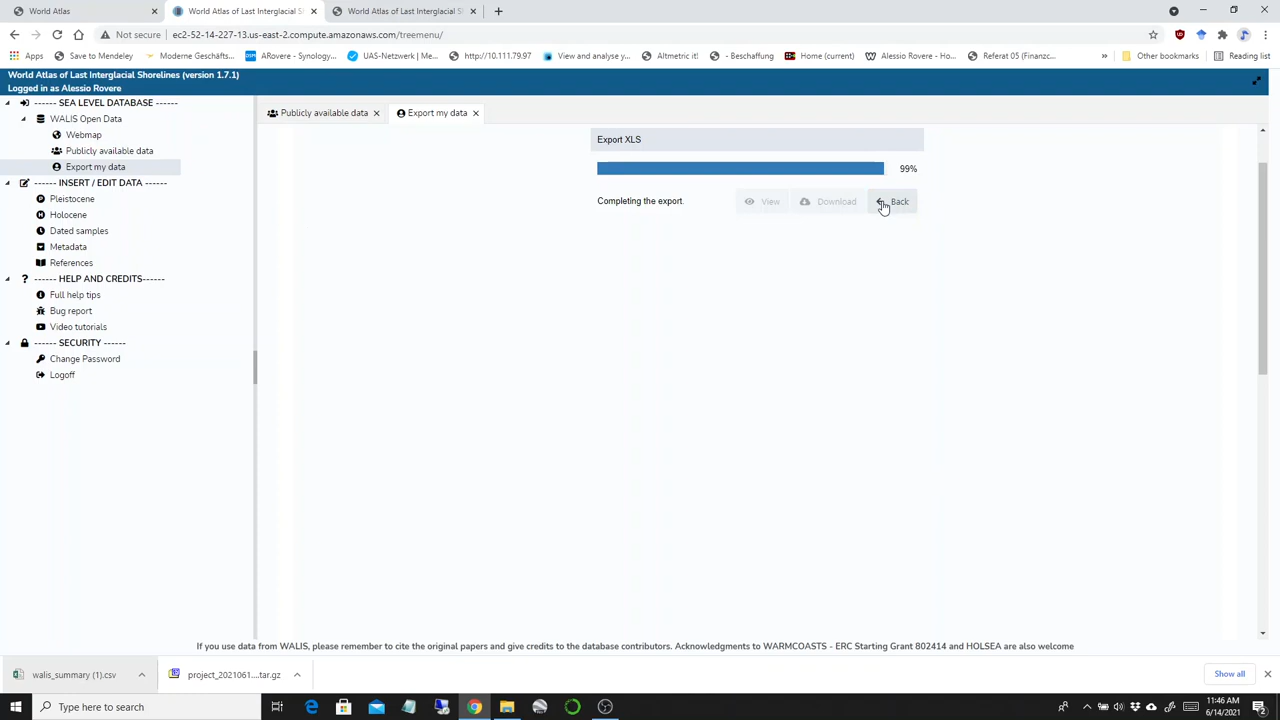 World Atlas
World Atlas of Last Interglacial Sh
World Atlas of Last Interglacial Sh
Not secure
ec2-52-14-227-13.us-east-2.compute.amazonaws.com/treemenu/
Apps
Save to Mendeley
Moderne Geschäfts...
ARovere - Synology...
UAS-Netzwerk | Me...
http://10.111.79.97
View and analyse y...
Altmetric it!
- Beschaffung
Home (current)
Alessio Rovere - Ho...
Referat 05 (Finanzc...
»
Other bookmarks
Reading list
World Atlas of Last Interglacial Shorelines (version 1.7.1)
Logged in as Alessio Rovere
------ SEA LEVEL DATABASE ------
WALIS Open Data
Webmap
Publicly available data
Export my data
------ INSERT / EDIT DATA ------
Pleistocene
Holocene
Dated samples
Metadata
References
------ HELP AND CREDITS------
Full help tips
Bug report
Video tutorials
------ SECURITY ------
Change Password
Logoff
Publicly available data
Export my data
Export XLS
99%
Completing the export.
View
Download
Back
If you use data from WALIS, please remember to cite the original papers and give credits to the database contributors. Acknowledgments to WARMCOASTS - ERC Starting Grant 802414 and HOLSEA are also welcome
walis_summary (1).csv
project_2021061....tar.gz
Show all
Type here to search
11:46 AM
6/14/2021
2